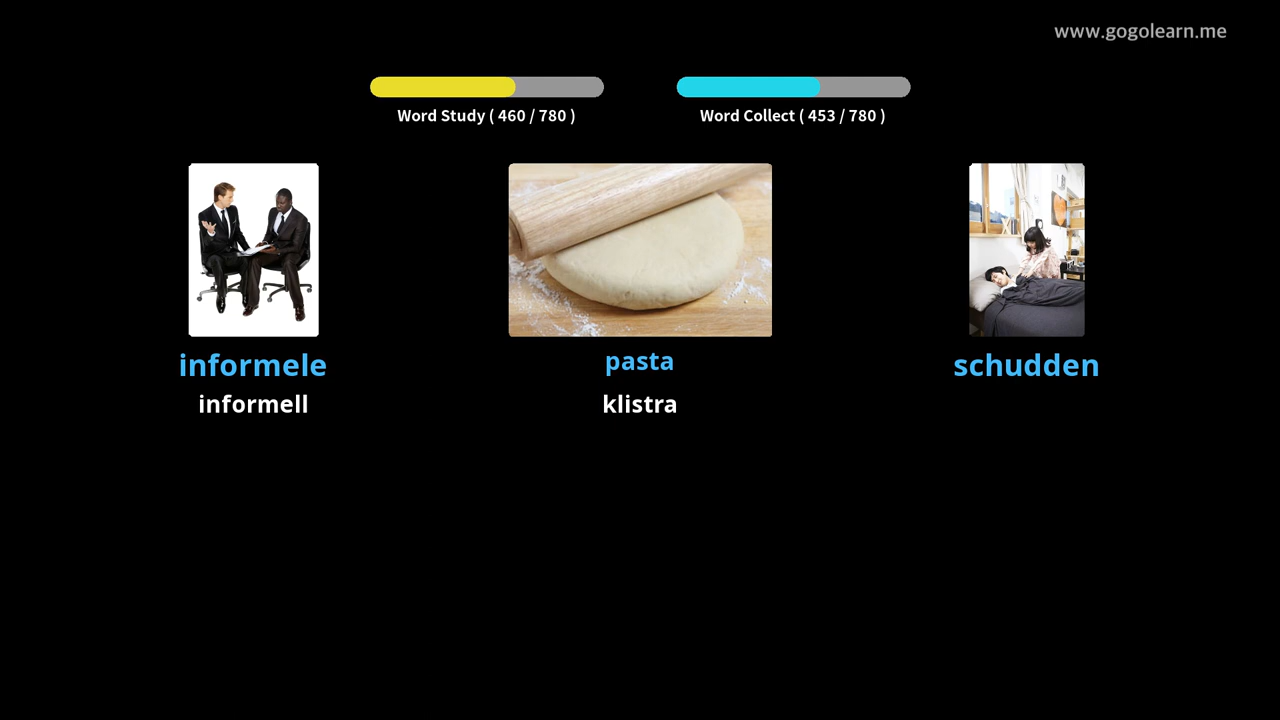 www.gogolearn.me
Word Study ( 460 / 780 )
Word Collect ( 453 / 780 )
informele
informell
pasta
klistra
schudden